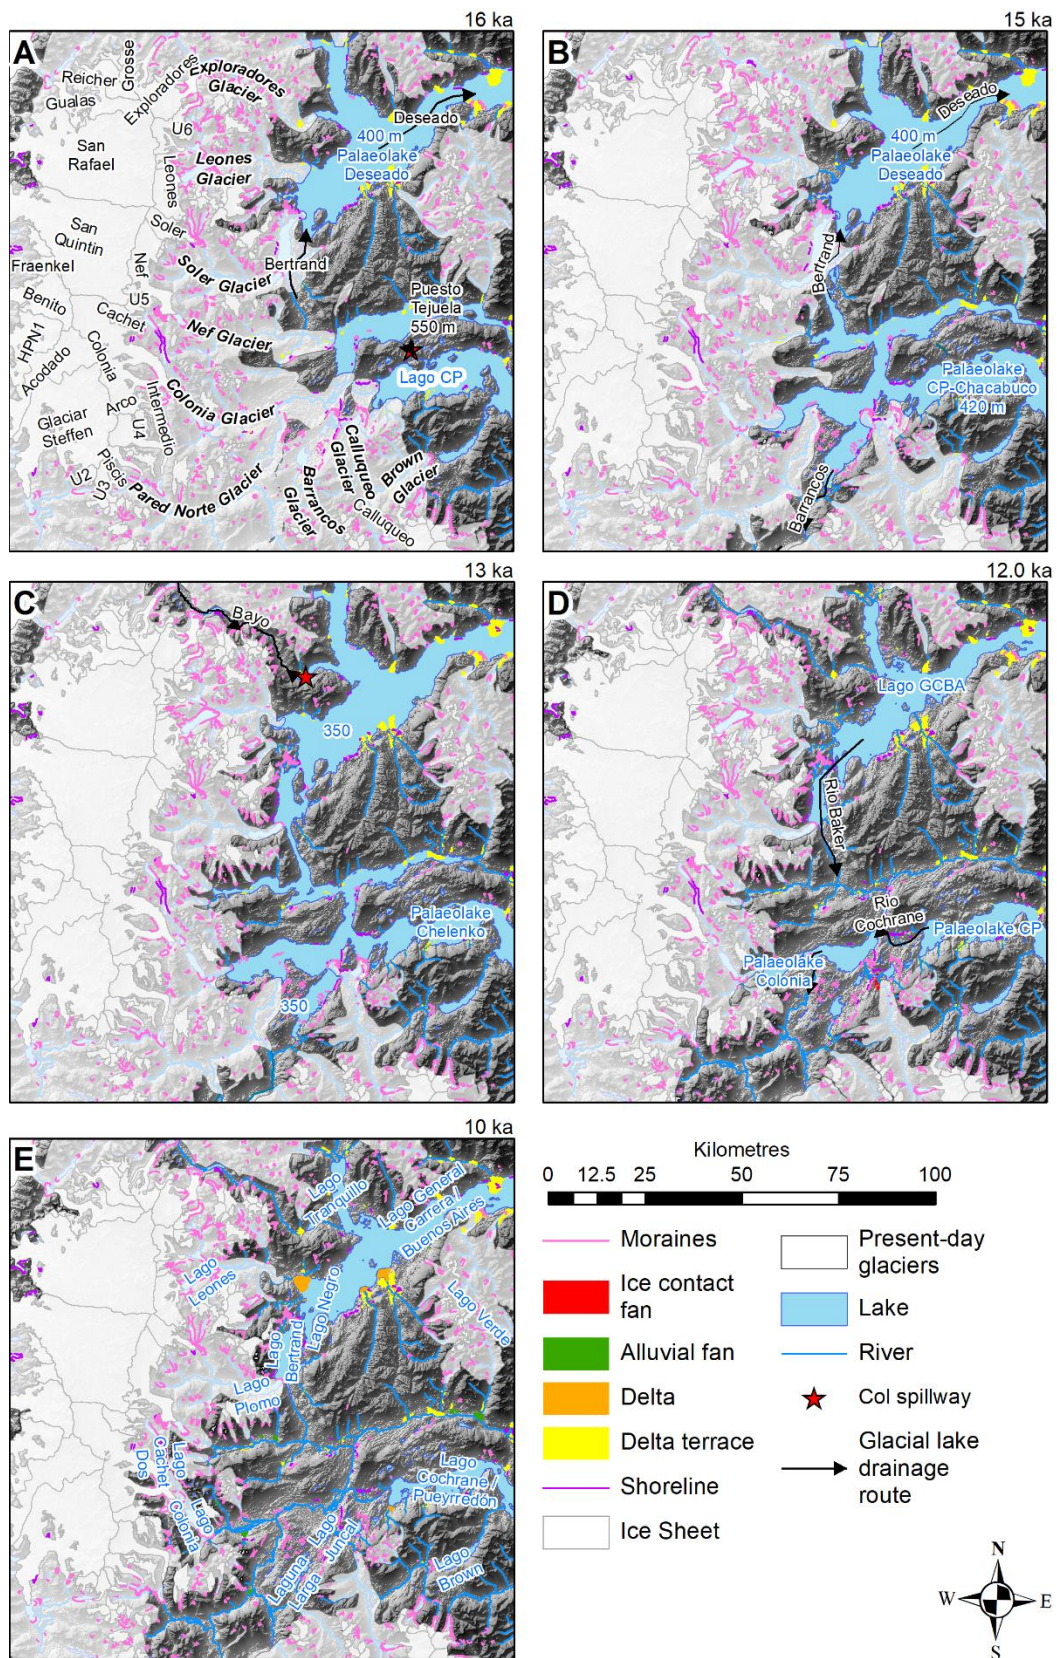 16 ka
A
Reicher
Grosse
Gualas
Exploradores
Exploradores
Glacier
Deseado
U6
San
Rafael
400 m
Palaeolake
Deseado
Leones
Leones
Glacier
San
Quintin
Soler
Fraenkel
Nef
Soler Glacier
Bertrand
Benito
U5
Cachet
Puesto
Tejuela
550 m
HPN1
Nef Glacier
Acodado
Colonia
Lago CP
Intermedio
Colonia Glacier
Arco
Glaciar
Steffen
U4
Calluqueo
Glacier
Brown
Glacier
Piscis
U2
U3
Pared Norte Glacier
Barrancos
Glacier
Calluqueo
15 ka
B
Deseado
400 m
Palaeolake
Deseado
Bertrand
Palaeolake
CP-Chacabuco
420 m
Barrancos
13 ka
C
Bayo
350
Palaeolake
Chelenko
350
12.0 ka
D
Lago GCBA
Rio Baker
Rio
Cochrane
Palaeolake CP
Palaeolake
Colonia
10 ka
E
Lago
Tranquillo
Lago General
Carrera /
Buenos Aires
Lago
Leones
Lago Negro
Lago
Bertrand
Lago Verde
Lago
Plomo
Lago
Cachet
Dos
Lago
Colonia
Lago
Cochrane /
Pueyrredón
Lago
Juncal
Laguna
Larga
Lago
Brown
Kilometres
0 12.5 25 50 75 100
Moraines
Ice contact
fan
Alluvial fan
Delta
Delta terrace
Shoreline
Ice Sheet
Present-day
glaciers
Lake
River
Col spillway
Glacial lake
drainage
route
N
W
E
S